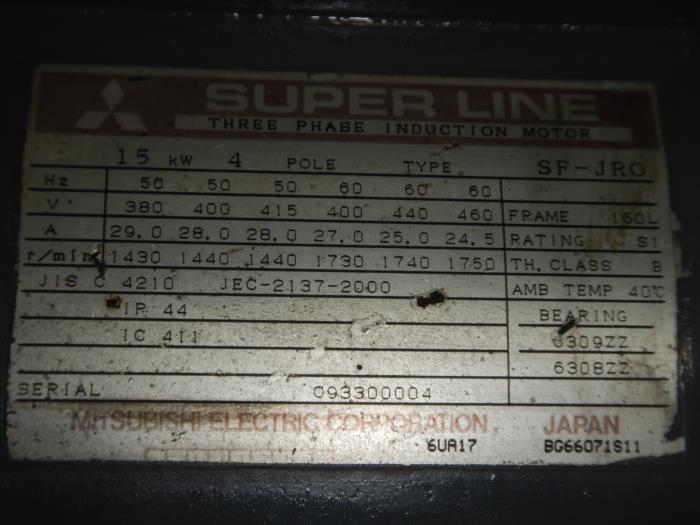 SUPER LINE
THREE PHASE INDUCTION MOTOR
15 kW 4 POLE TYPE SF-JRO
Hz 50 50 50 60 60 60
V 380 400 415 400 440 460 FRAME 160L
A 29.0 28.0 28.0 27.0 25.0 24.5 RATING S1
r/min 1430 1440 1440 1730 1740 1750 TH. CLASS B
JIS C 4210 JEC-2137-2000 AMB TEMP 40℃
IP 44 BEARING
IC 411 6309ZZ
6308ZZ
SERIAL 093300004
MITSUBISHI ELECTRIC CORPORATION JAPAN
6UA17 BG66071S11